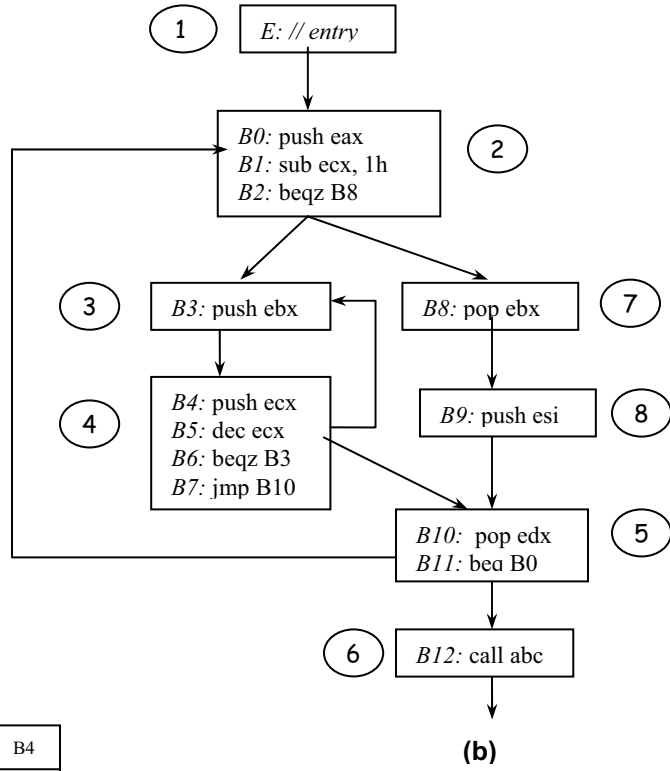 1
E: // entry
B0: push eax
B1: sub ecx, 1h
B2: beqz B8
2
3
B3: push ebx
B8: pop ebx
7
4
B4: push ecx
B5: dec ecx
B6: beqz B3
B7: jmp B10
B9: push esi
8
B10: pop edx
B11: beq B0
5
6
B12: call abc
B4
(b)